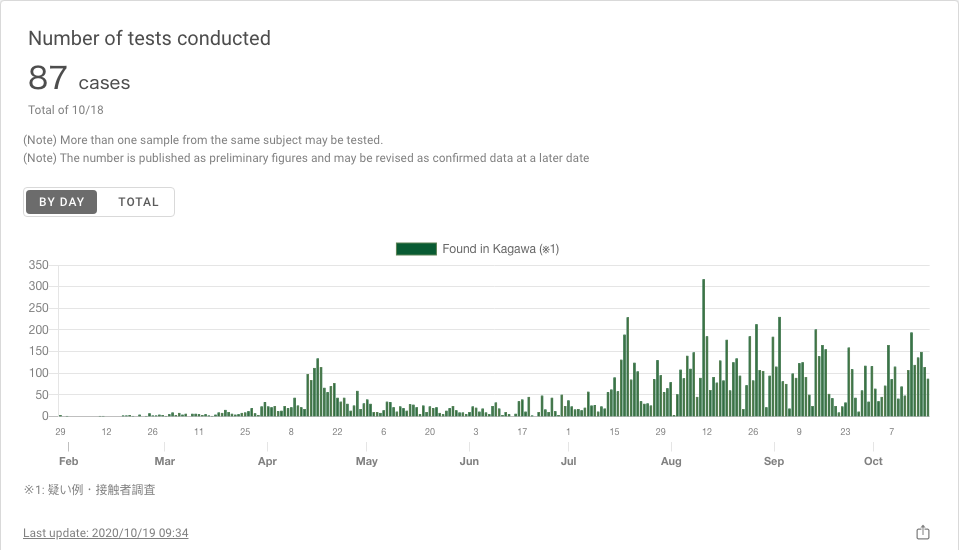 Number of tests conducted
87 cases
Total of 10/18
(Note) More than one sample from the same subject may be tested.
(Note) The number is published as preliminary figures and may be revised as confirmed data at a later date
BY DAY TOTAL
Found in Kagawa (※1)
350
300
250
200
150
100
50
0
29 12 26 11 25 8 22 6 20 3 17 1 15 29 12 26 9 23 7
Feb Mar Apr May Jun Jul Aug Sep Oct
※1: 疑い例・接触者調査
Last update: 2020/10/19 09:34